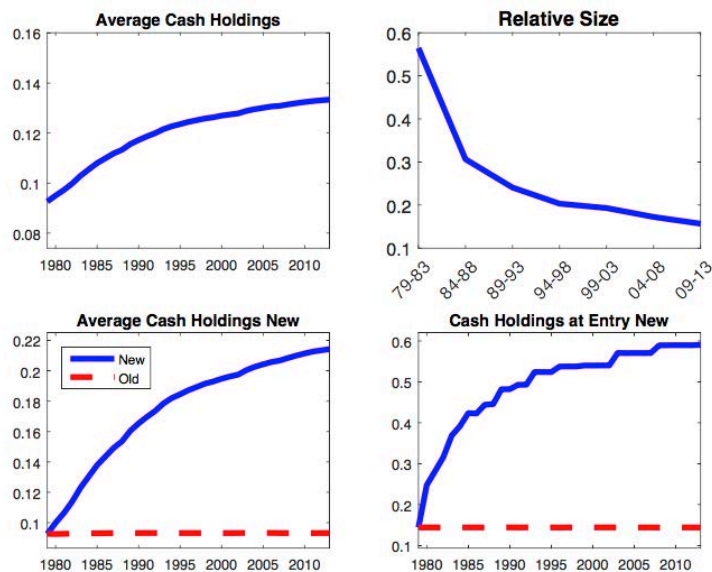 Average Cash Holdings
0.16
0.14
0.12
0.1
0.08
1980 1985 1990 1995 2000 2005 2010
Relative Size
0.6
0.5
0.4
0.3
0.2
0.1
79-83 84-88 89-93 94-98 99-03 04-08 09-13
Average Cash Holdings New
0.22
0.2
0.18
0.16
0.14
0.12
0.1
New
Old
1980 1985 1990 1995 2000 2005 2010
Cash Holdings at Entry New
0.6
0.5
0.4
0.3
0.2
0.1
1980 1985 1990 1995 2000 2005 2010